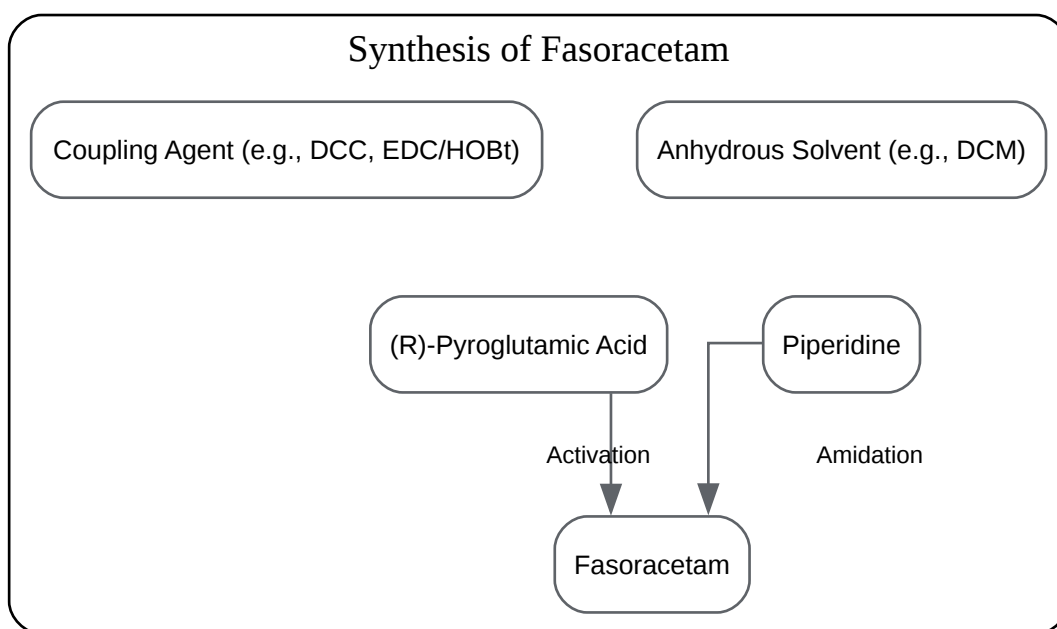 Synthesis of Fasoracetam
Coupling Agent (e.g., DCC, EDC/HOBt)
Anhydrous Solvent (e.g., DCM)
(R)-Pyroglutamic Acid
Piperidine
Activation
Amidation
Fasoracetam